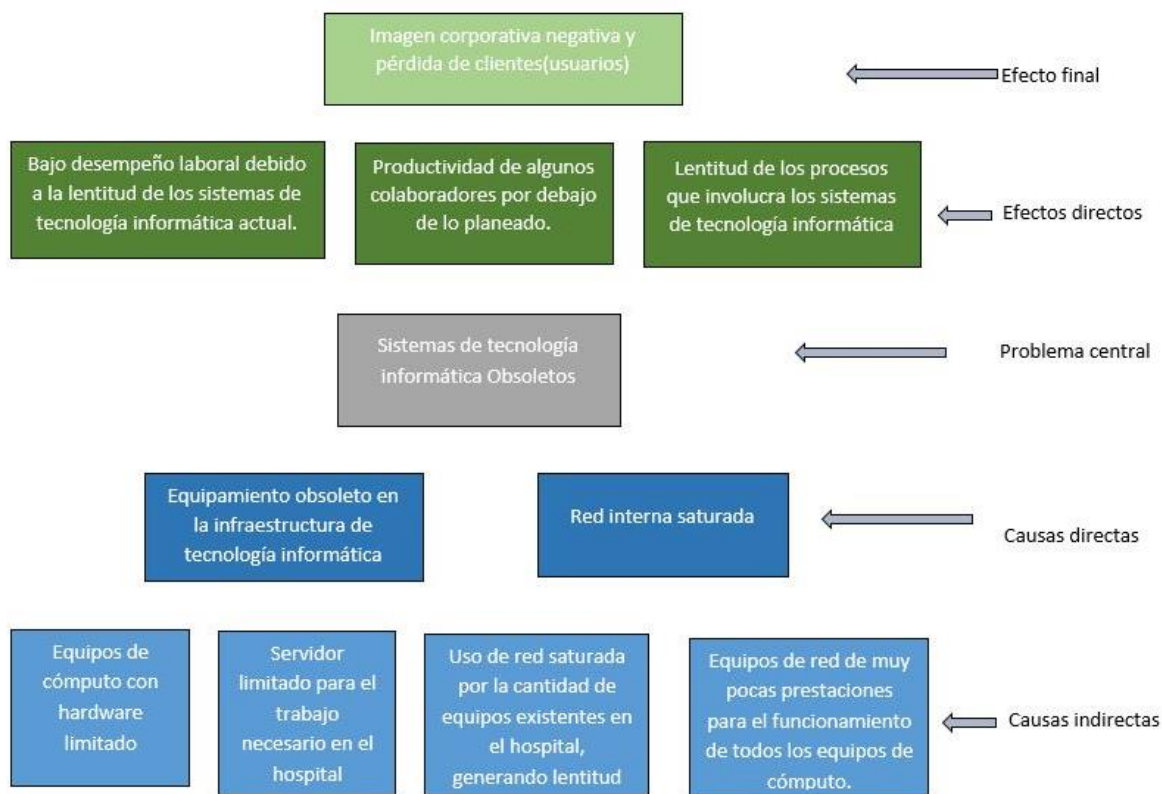 Imagen corporativa negativa y
pérdida de clientes(usuarios)
Efecto final
Bajo desempeño laboral debido
a la lentitud de los sistemas de
tecnología informática actual.
Productividad de algunos
colaboradores por debajo
de lo planeado.
Lentitud de los procesos
que involucra los sistemas
de tecnología informática
Efectos directos
Sistemas de tecnología
informática Obsoletos
Problema central
Equipamiento obsoleto en
la infraestructura de
tecnología informática
Red interna saturada
Causas directas
Equipos de
cómputo con
hardware
limitado
Servidor
limitado para el
trabajo
necesario en el
hospital
Uso de red saturada
por la cantidad de
equipos existentes en
el hospital,
generando lentitud
Equipos de red de muy
pocas prestaciones
para el funcionamiento
de todos los equipos de
cómputo.
Causas indirectas